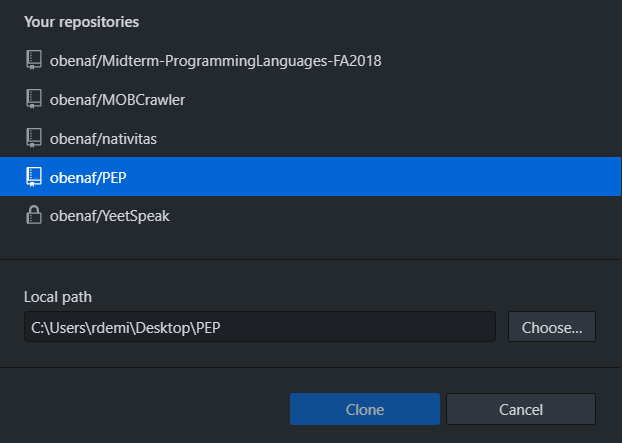 Your repositories
obenaf/Midterm-ProgrammingLanguages-FA2018
obenaf/MOBCrawler
obenaf/nativitas
obenaf/PEP
obenaf/YeetSpeak
Local path
C:\Users\rdemi\Desktop\PEP
Choose...
Clone
Cancel